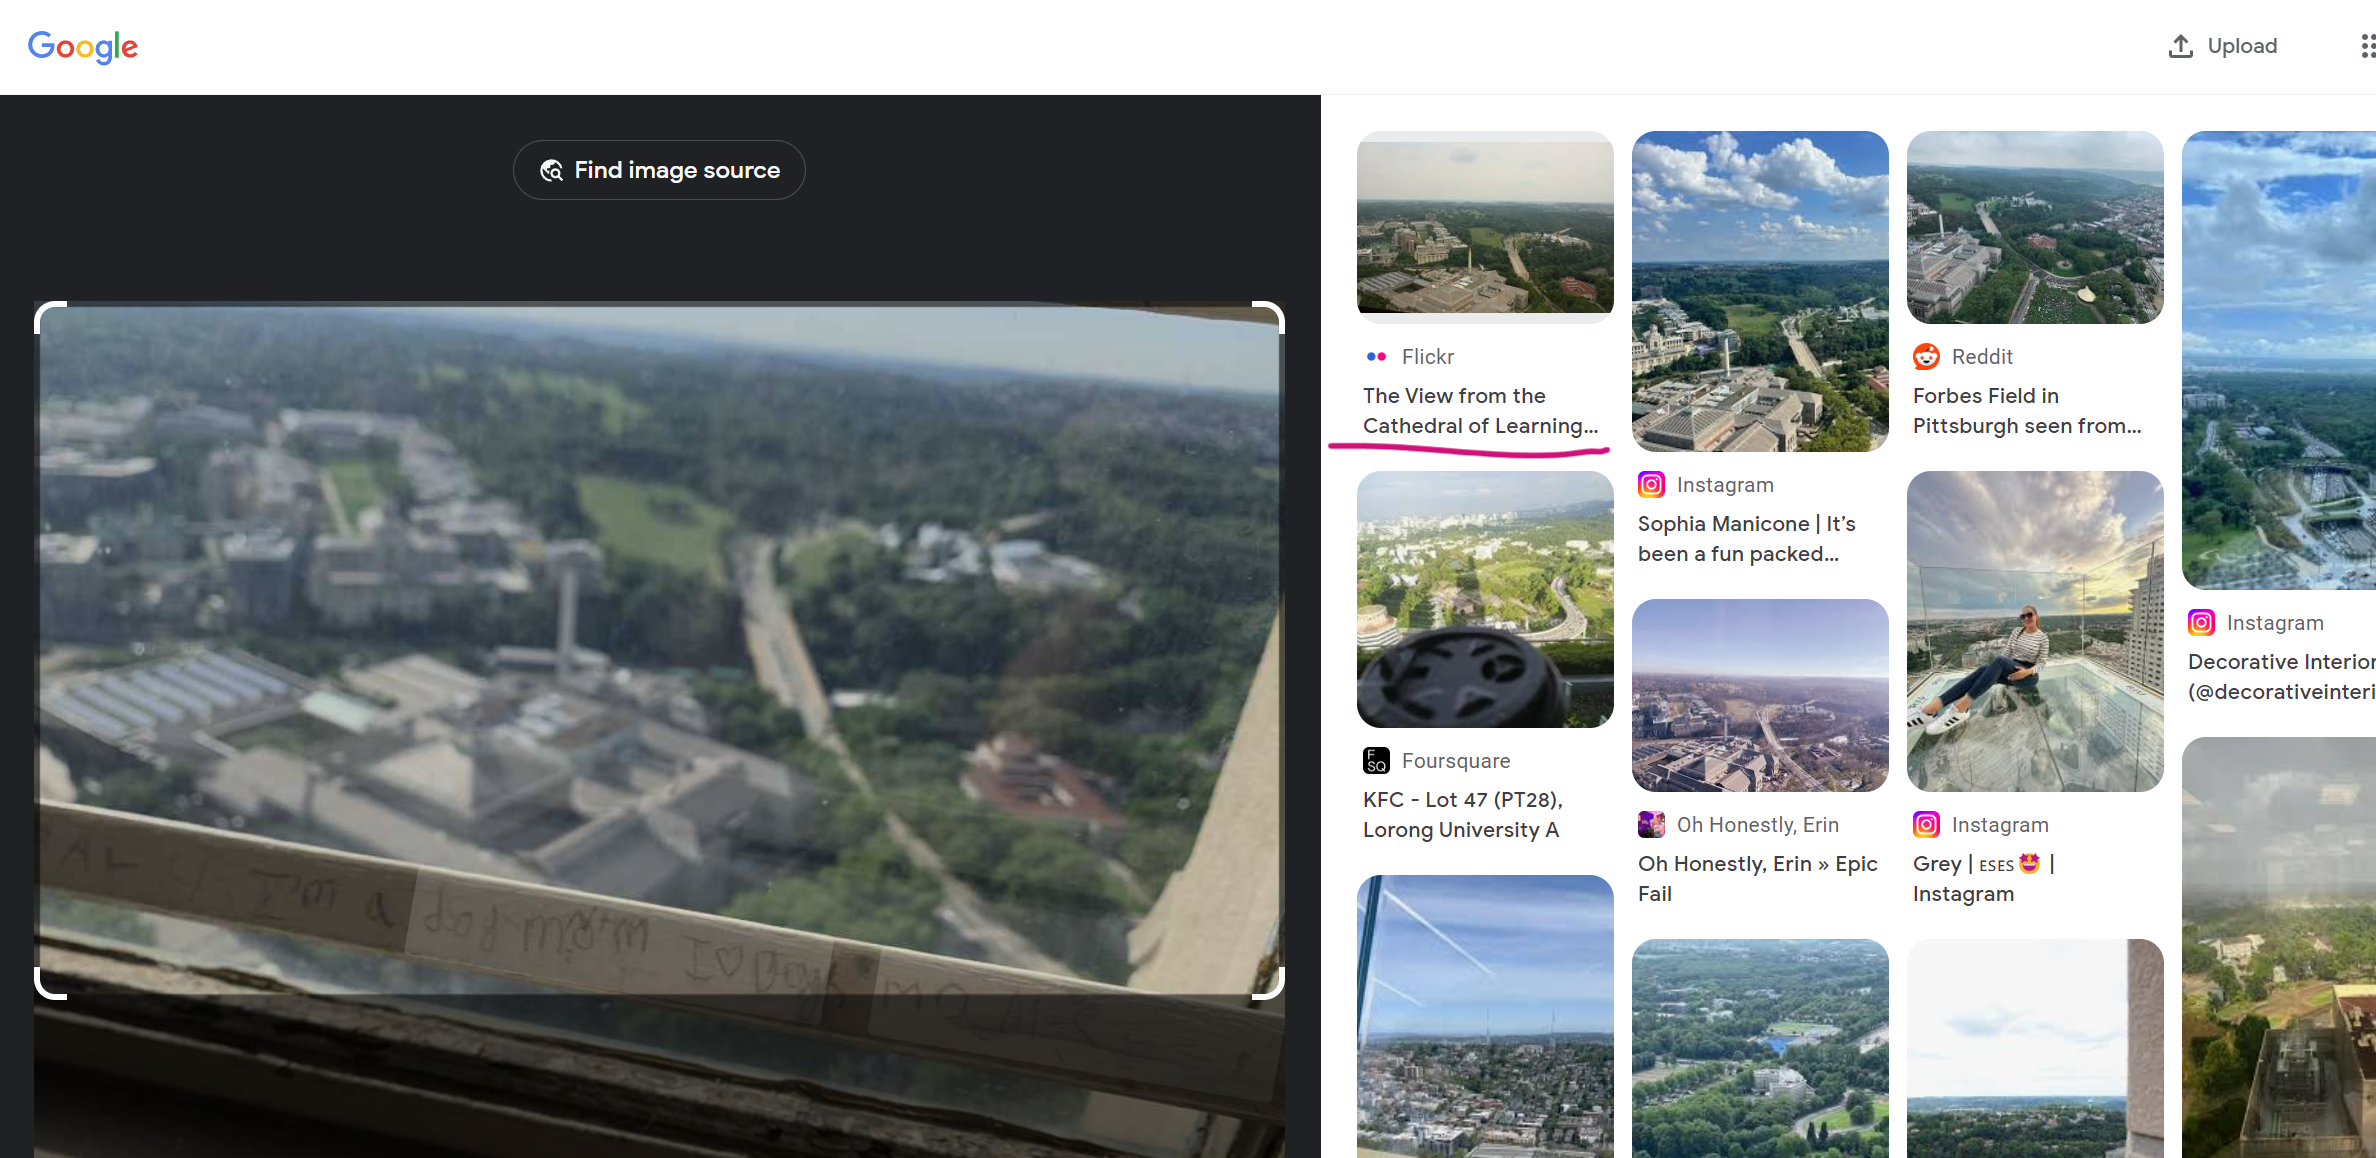 Google
Upload
Find image source
I'm a dog mom I♡Dogs
Flickr
The View from the
Cathedral of Learning...
Foursquare
KFC - Lot 47 (PT28),
Lorong University A
Instagram
Sophia Manicone | It's
been a fun packed...
Oh Honestly, Erin
Oh Honestly, Erin » Epic
Fail
Reddit
Forbes Field in
Pittsburgh seen from...
Instagram
Grey | ᴇsᴇs🤩 |
Instagram
Instagram
Decorative Interior
(@decorativeinteri